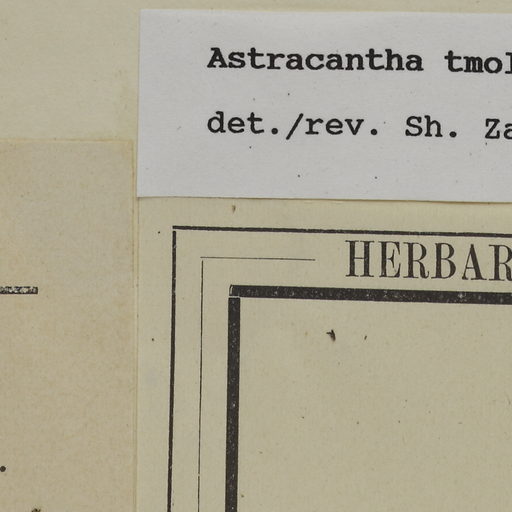 Astracantha tmol
det./rev. Sh. Za
HERBAR